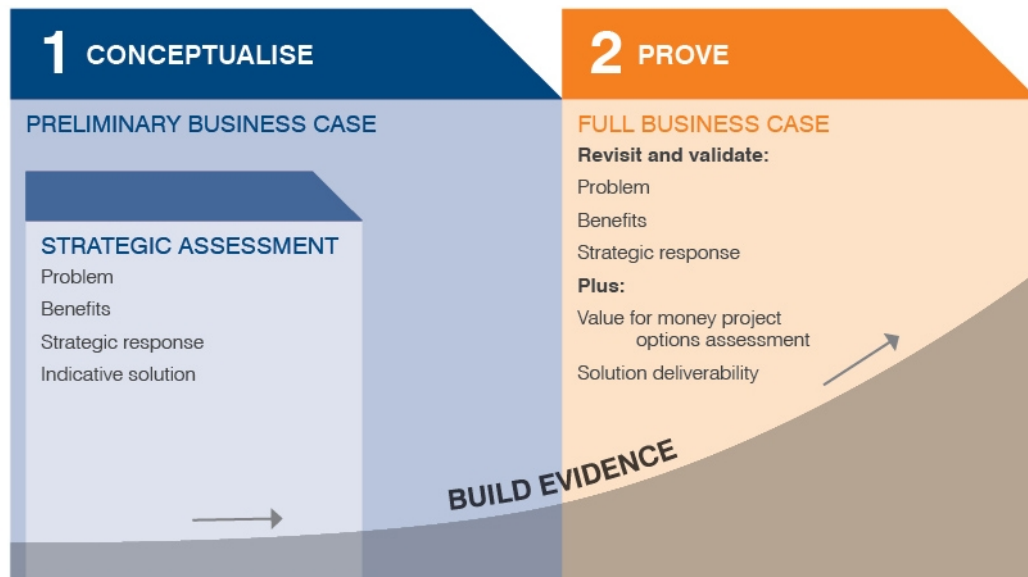 1 CONCEPTUALISE
PRELIMINARY BUSINESS CASE
STRATEGIC ASSESSMENT
Problem
Benefits
Strategic response
Indicative solution
2 PROVE
FULL BUSINESS CASE
Revisit and validate:
Problem
Benefits
Strategic response
Plus:
Value for money project
options assessment
Solution deliverability
BUILD EVIDENCE